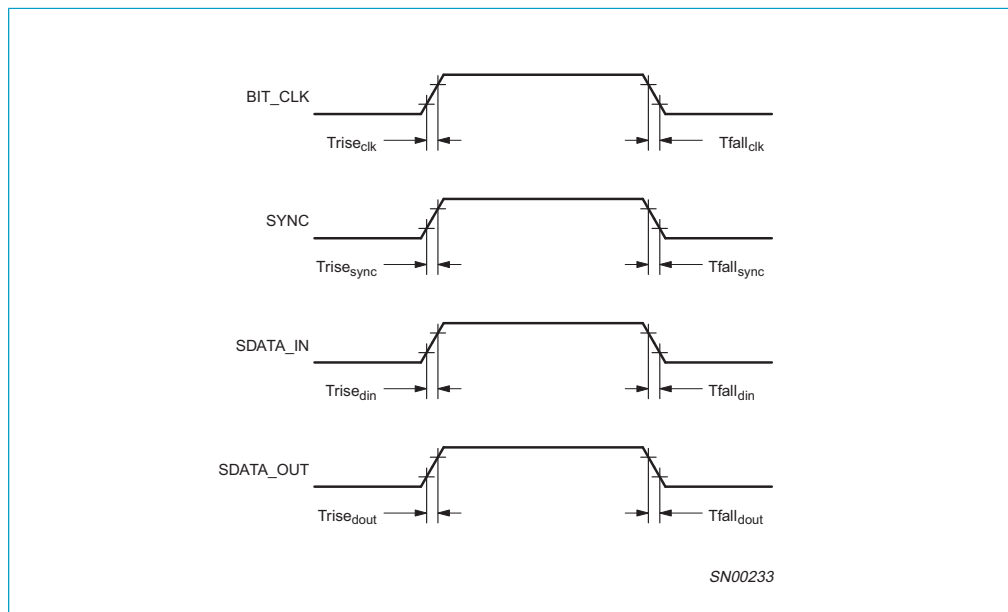 BIT_CLK
Trise_clk
Tfall_clk
SYNC
Trise_sync
Tfall_sync
SDATA_IN
Trise_din
Tfall_din
SDATA_OUT
Trise_dout
Tfall_dout
SN00233